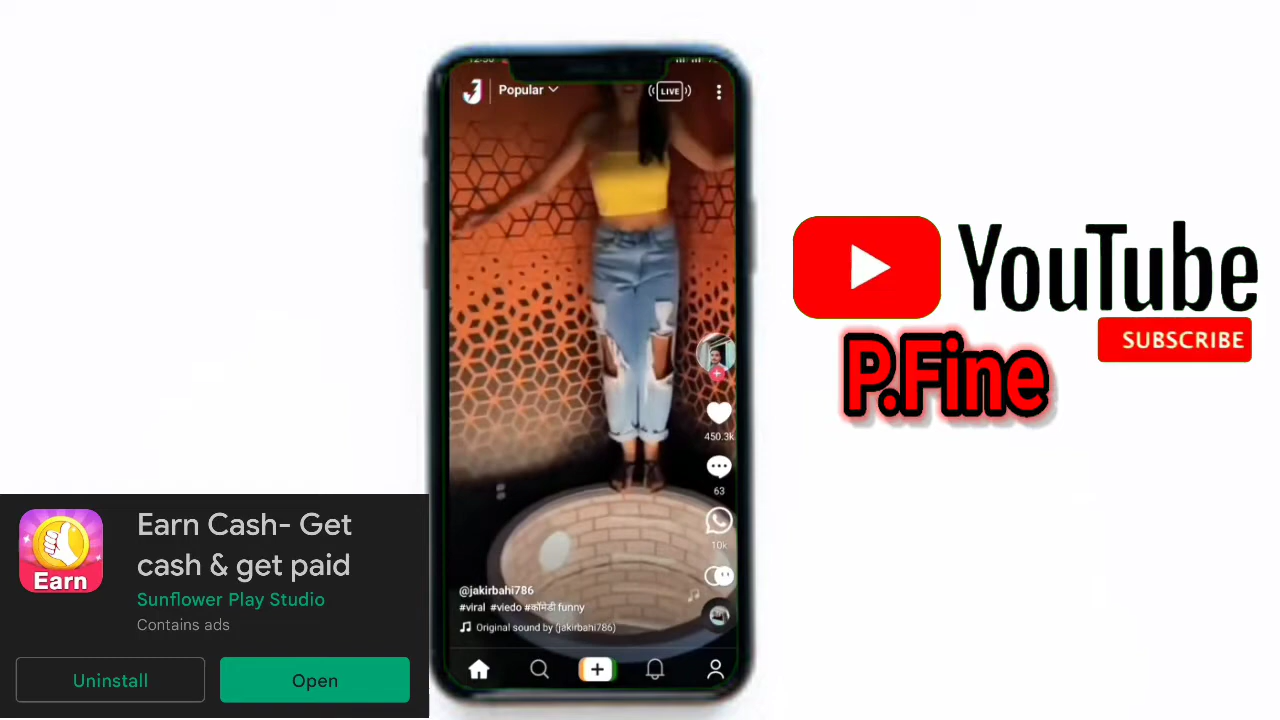 Popular
LIVE
YouTube
SUBSCRIBE
P.Fine
450.3k
63
10k
@jakirbahi786
#viral #viedo #कॉमेडी funny
Original sound by (jakirbahi786)
Earn Cash- Get
cash & get paid
Sunflower Play Studio
Contains ads
Earn
Uninstall
Open